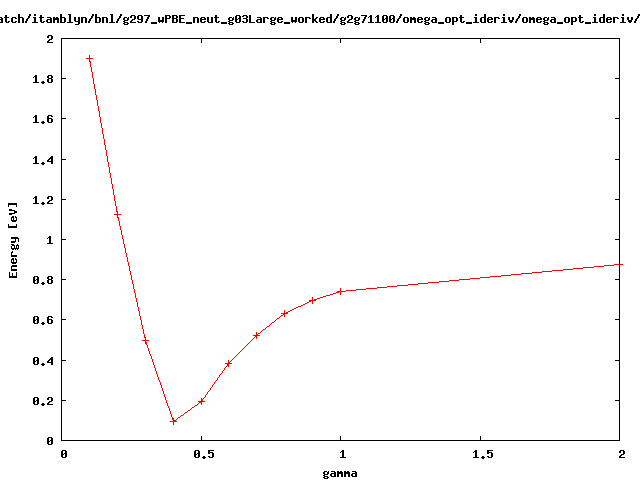 atch/itamblyn/bnl/g297_wPBE_neut_g03Large_worked/g2g71100/omega_opt_ideriv/omega_opt_ideriv/
2
1.8
1.6
1.4
1.2
1
0.8
0.6
0.4
0.2
0
Energy [eV]
0 0.5 1 1.5 2
gamma